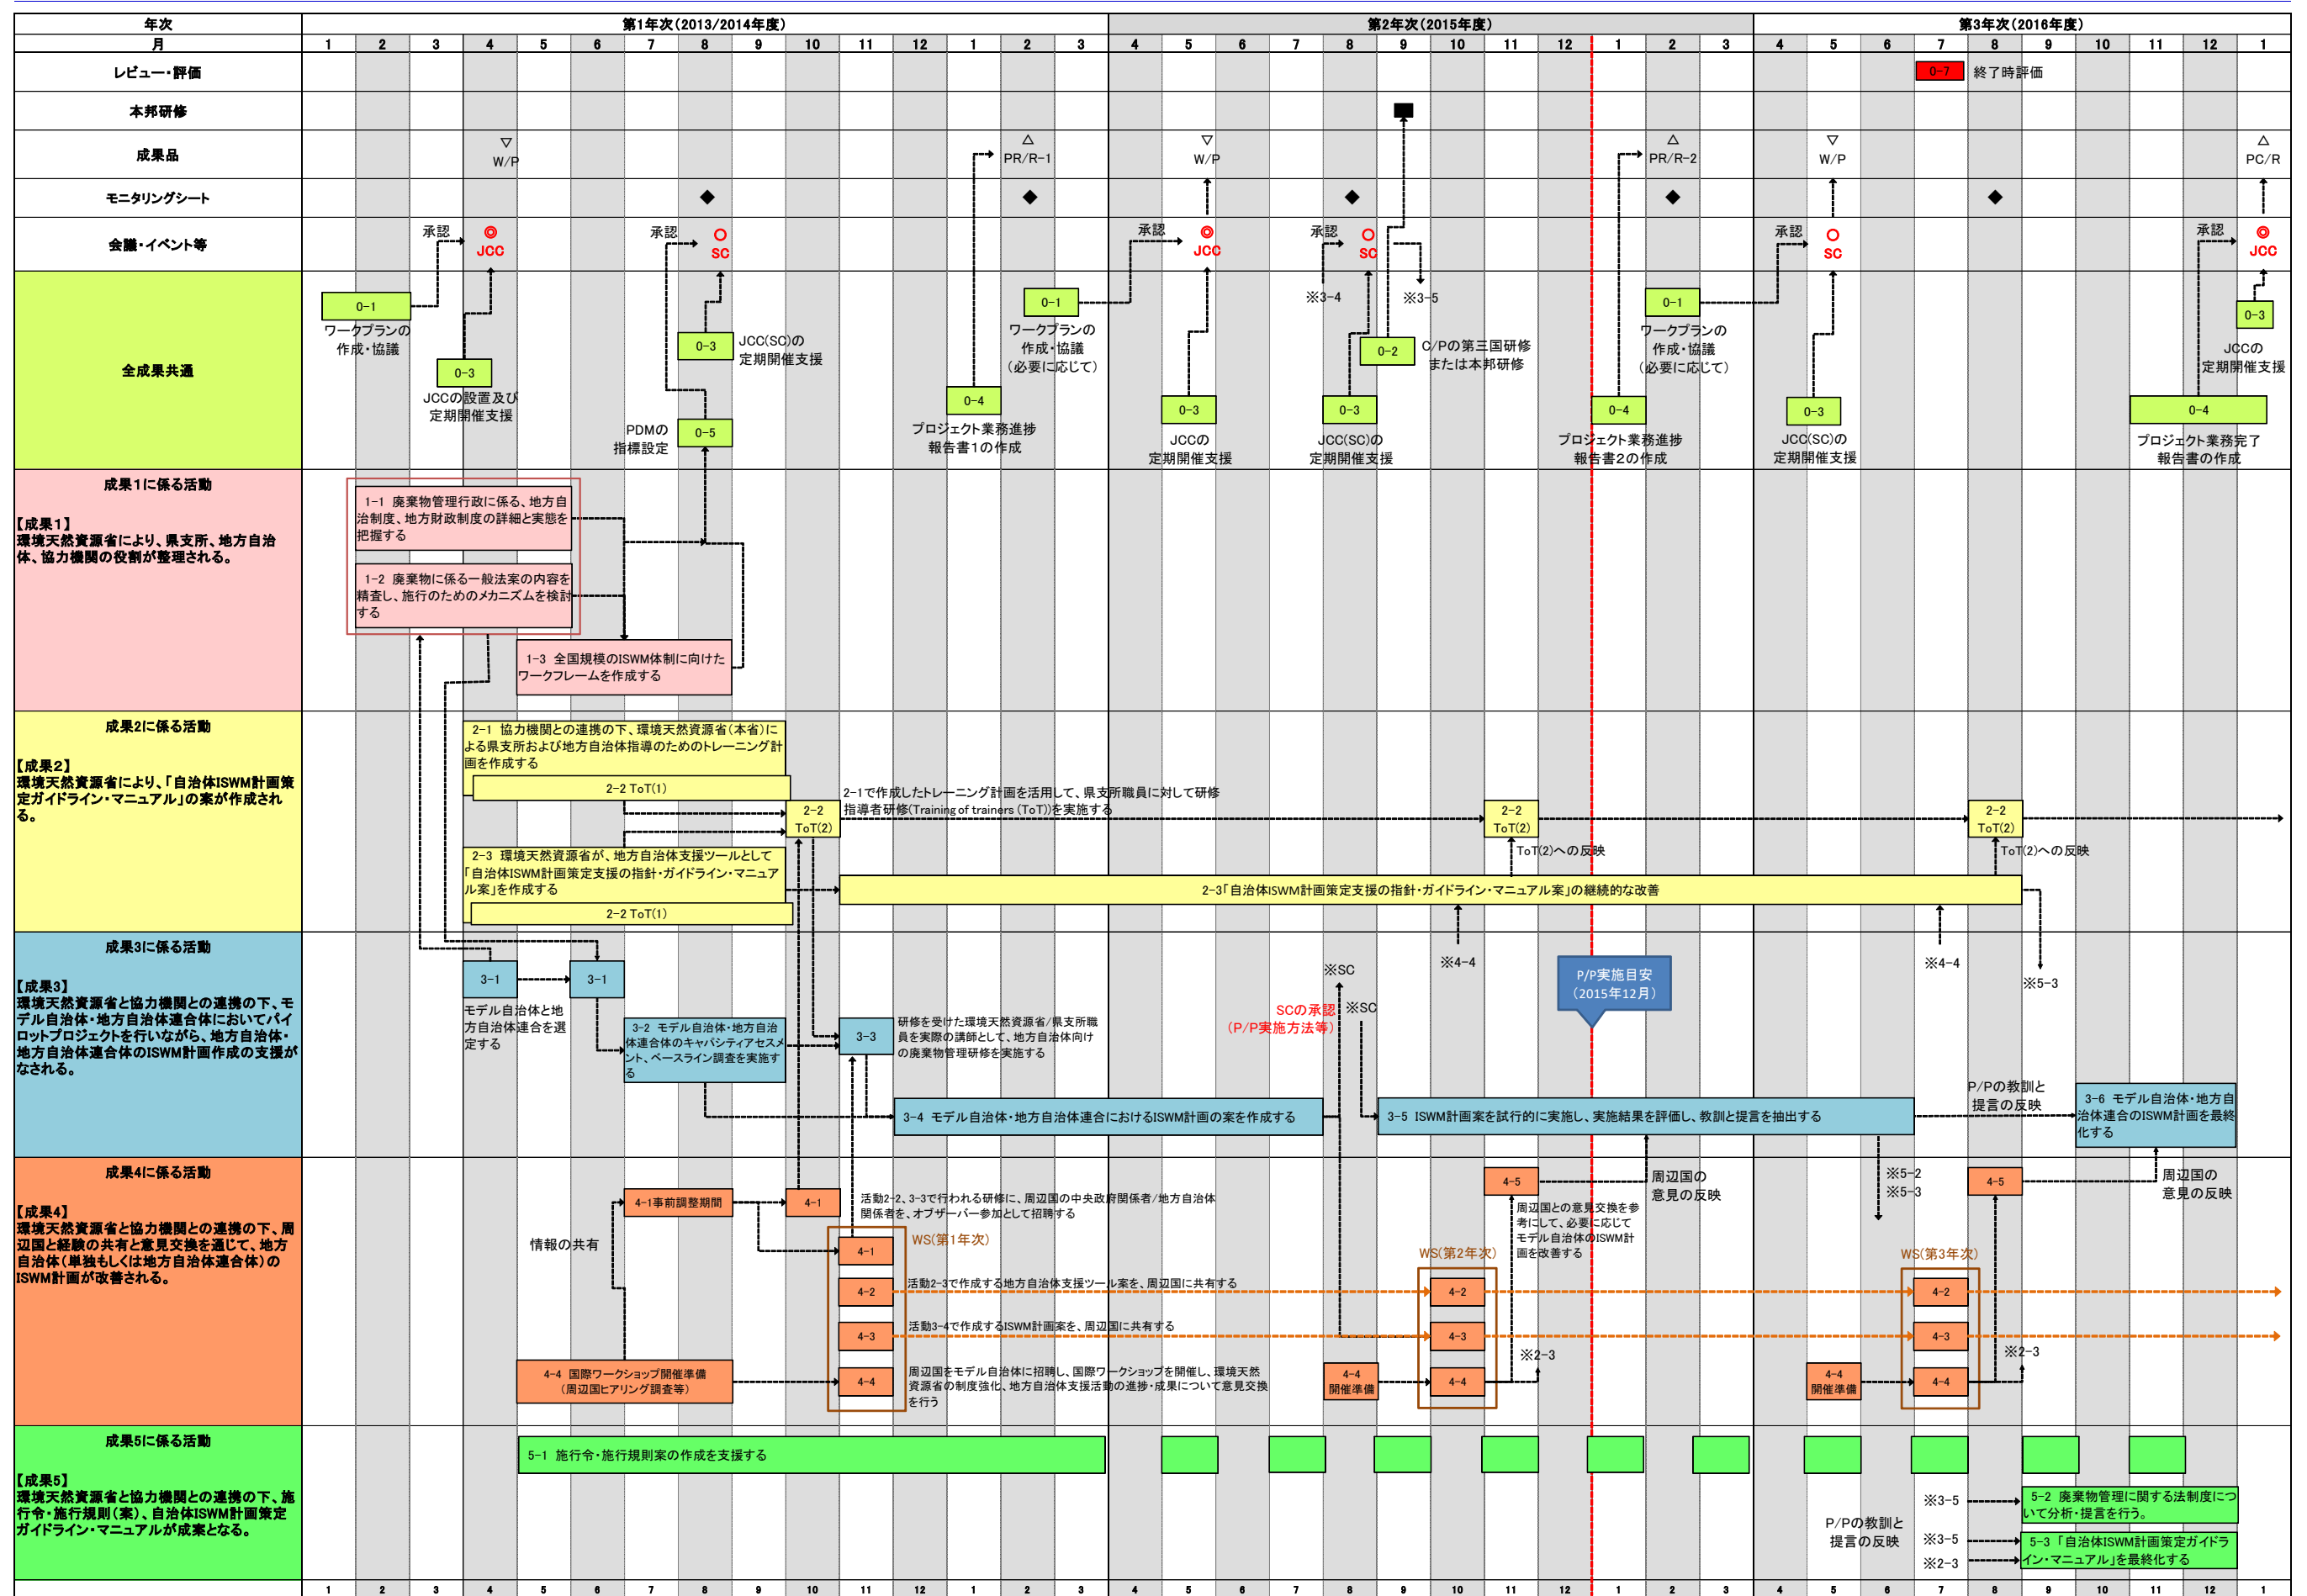 年次 第1年次(2013/2014年度) 第2年次(2015年度) 第3年次(2016年度)
月 1 2 3 4 5 6 7 8 9 10 11 12 1 2 3 4 5 6 7 8 9 10 11 12 1 2 3 4 5 6 7 8 9 10 11 12 1
レビュー・評価
0-7 終了時評価
本邦研修
成果品
▽ △ ▽ △ ▽ △
W/P PR/R-1 W/P PR/R-2 W/P PC/R
モニタリングシート
会議・イベント等
承認 ◎ 承認 ○ 承認 ◎ 承認 ○ 承認 ○ 承認 ◎
JCC SC JCC SC SC JCC
全成果共通
0-1
ワークプランの
作成・協議
0-3
JCCの設置及び
定期開催支援
0-3
JCC(SC)の
定期開催支援
0-5
PDMの
指標設定
0-4
プロジェクト業務進捗
報告書1の作成
0-1
ワークプランの
作成・協議
(必要に応じて)
0-3
JCCの
定期開催支援
※3-4
※3-5
0-3
JCC(SC)の
定期開催支援
0-2
C/Pの第三国研修
または本邦研修
0-4
プロジェクト業務進捗
報告書2の作成
0-1
ワークプランの
作成・協議
(必要に応じて)
0-3
JCC(SC)の
定期開催支援
0-3
JCCの
定期開催支援
0-4
プロジェクト業務完了
報告書の作成
成果1に係る活動
【成果1】
環境天然資源省により、県支所、地方自治
体、協力機関の役割が整理される。
1-1 廃棄物管理行政に係る、地方自
治制度、地方財政制度の詳細と実態を
把握する
1-2 廃棄物に係る一般法案の内容を
精査し、施行のためのメカニズムを検討
する
1-3 全国規模のISWM体制に向けた
ワークフレームを作成する
成果2に係る活動
【成果2】
環境天然資源省により、「自治体ISWM計画策
定ガイドライン・マニュアル」の案が作成され
る。
2-1 協力機関との連携の下、環境天然資源省(本省)に
よる県支所および地方自治体指導のためのトレーニング計
画を作成する
2-2 ToT(1)
2-2
ToT(2)
2-1で作成したトレーニング計画を活用して、県支所職員に対して研修
指導者研修(Training of trainers (ToT))を実施する
2-2
ToT(2)
2-2
ToT(2)
ToT(2)への反映
ToT(2)への反映
2-3 環境天然資源省が、地方自治体支援ツールとして
「自治体ISWM計画策定支援の指針・ガイドライン・マニュア
ル案」を作成する
2-2 ToT(1)
2-3「自治体ISWM計画策定支援の指針・ガイドライン・マニュアル案」の継続的な改善
成果3に係る活動
【成果3】
環境天然資源省と協力機関との連携の下、モ
デル自治体・地方自治体連合体においてパイ
ロットプロジェクトを行いながら、地方自治体・
地方自治体連合体のISWM計画作成の支援が
なされる。
3-1
3-1
モデル自治体と地
方自治体連合を選
定する
3-2 モデル自治体・地方自治
体連合体のキャパシティアセスメ
ント、ベースライン調査を実施す
る
3-3
研修を受けた環境天然資源省/県支所職
員を実際の講師として、地方自治体向け
の廃棄物管理研修を実施する
※SC
SCの承認
(P/P実施方法等)
※SC
※4-4
P/P実施目安
(2015年12月)
※4-4
※5-3
3-4 モデル自治体・地方自治体連合におけるISWM計画の案を作成する
3-5 ISWM計画案を試行的に実施し、実施結果を評価し、教訓と提言を抽出する
P/Pの教訓と
提言の反映
3-6 モデル自治体・地方自
治体連合のISWM計画を最終
化する
成果4に係る活動
【成果4】
環境天然資源省と協力機関との連携の下、周
辺国と経験の共有と意見交換を通じて、地方
自治体(単独もしくは地方自治体連合体)の
ISWM計画が改善される。
4-1事前調整期間
4-1
活動2-2、3-3で行われる研修に、周辺国の中央政府関係者/地方自治体
関係者を、オブザーバー参加として招聘する
情報の共有
4-1
WS(第1年次)
4-2
活動2-3で作成する地方自治体支援ツール案を、周辺国に共有する
4-3
活動3-4で作成するISWM計画案を、周辺国に共有する
4-4 国際ワークショップ開催準備
(周辺国ヒアリング調査等)
4-4
周辺国をモデル自治体に招聘し、国際ワークショップを開催し、環境天然
資源省の制度強化、地方自治体支援活動の進捗・成果について意見交換
を行う
4-4
開催準備
WS(第2年次)
4-2
4-3
4-4
4-5
周辺国との意見交換を参
考にして、必要に応じて
モデル自治体のISWM計
画を改善する
※2-3
周辺国の
意見の反映
※5-2
※5-3
4-4
開催準備
WS(第3年次)
4-2
4-3
4-4
4-5
※2-3
周辺国の
意見の反映
成果5に係る活動
【成果5】
環境天然資源省と協力機関との連携の下、施
行令・施行規則(案)、自治体ISWM計画策定
ガイドライン・マニュアルが成案となる。
5-1 施行令・施行規則案の作成を支援する
P/Pの教訓と
提言の反映
※3-5
5-2 廃棄物管理に関する法制度につ
いて分析・提言を行う。
※3-5
※2-3
5-3 「自治体ISWM計画策定ガイドラ
イン・マニュアル」を最終化する
1 2 3 4 5 6 7 8 9 10 11 12 1 2 3 4 5 6 7 8 9 10 11 12 1 2 3 4 5 6 7 8 9 10 11 12 1